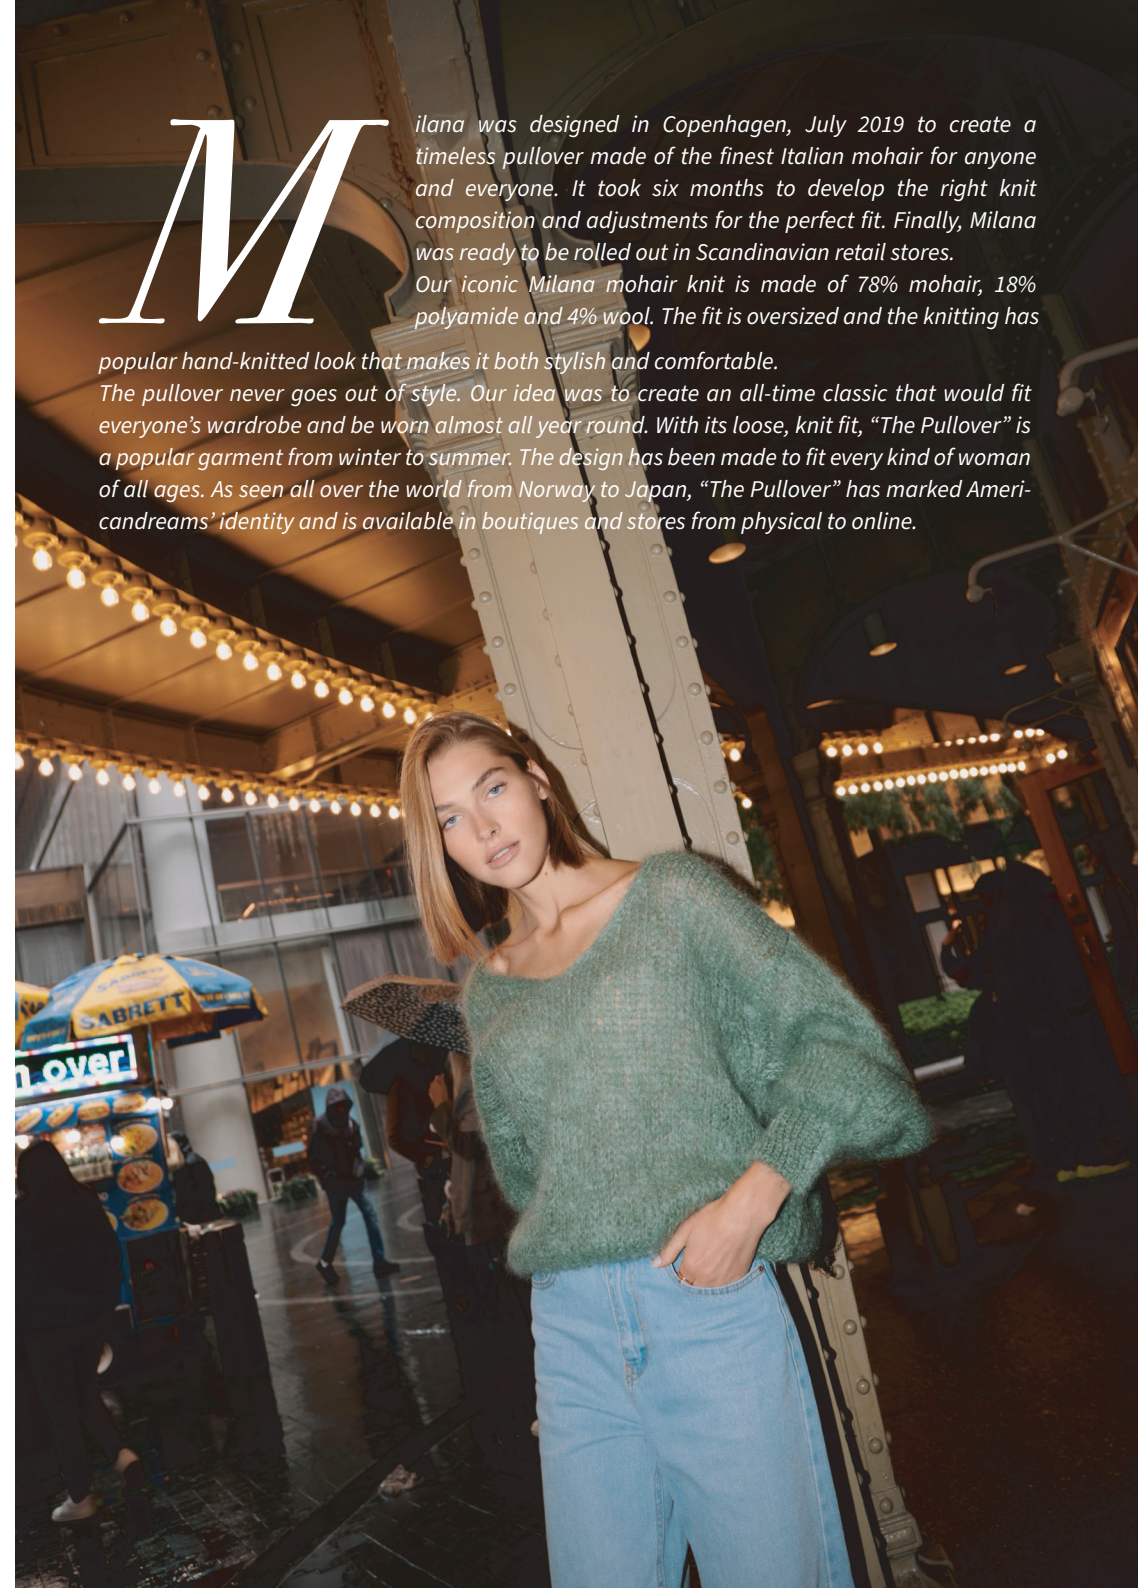 Milana was designed in Copenhagen, July 2019 to create a
timeless pullover made of the finest Italian mohair for anyone
and everyone. It took six months to develop the right knit
composition and adjustments for the perfect fit. Finally, Milana
was ready to be rolled out in Scandinavian retail stores.
Our iconic Milana mohair knit is made of 78% mohair, 18%
polyamide and 4% wool. The fit is oversized and the knitting has
popular hand-knitted look that makes it both stylish and comfortable.
The pullover never goes out of style. Our idea was to create an all-time classic that would fit
everyone’s wardrobe and be worn almost all year round. With its loose, knit fit, “The Pullover” is
a popular garment from winter to summer. The design has been made to fit every kind of woman
of all ages. As seen all over the world from Norway to Japan, “The Pullover” has marked Ameri-
candreams’ identity and is available in boutiques and stores from physical to online.
SABRETT
SABRETT
over